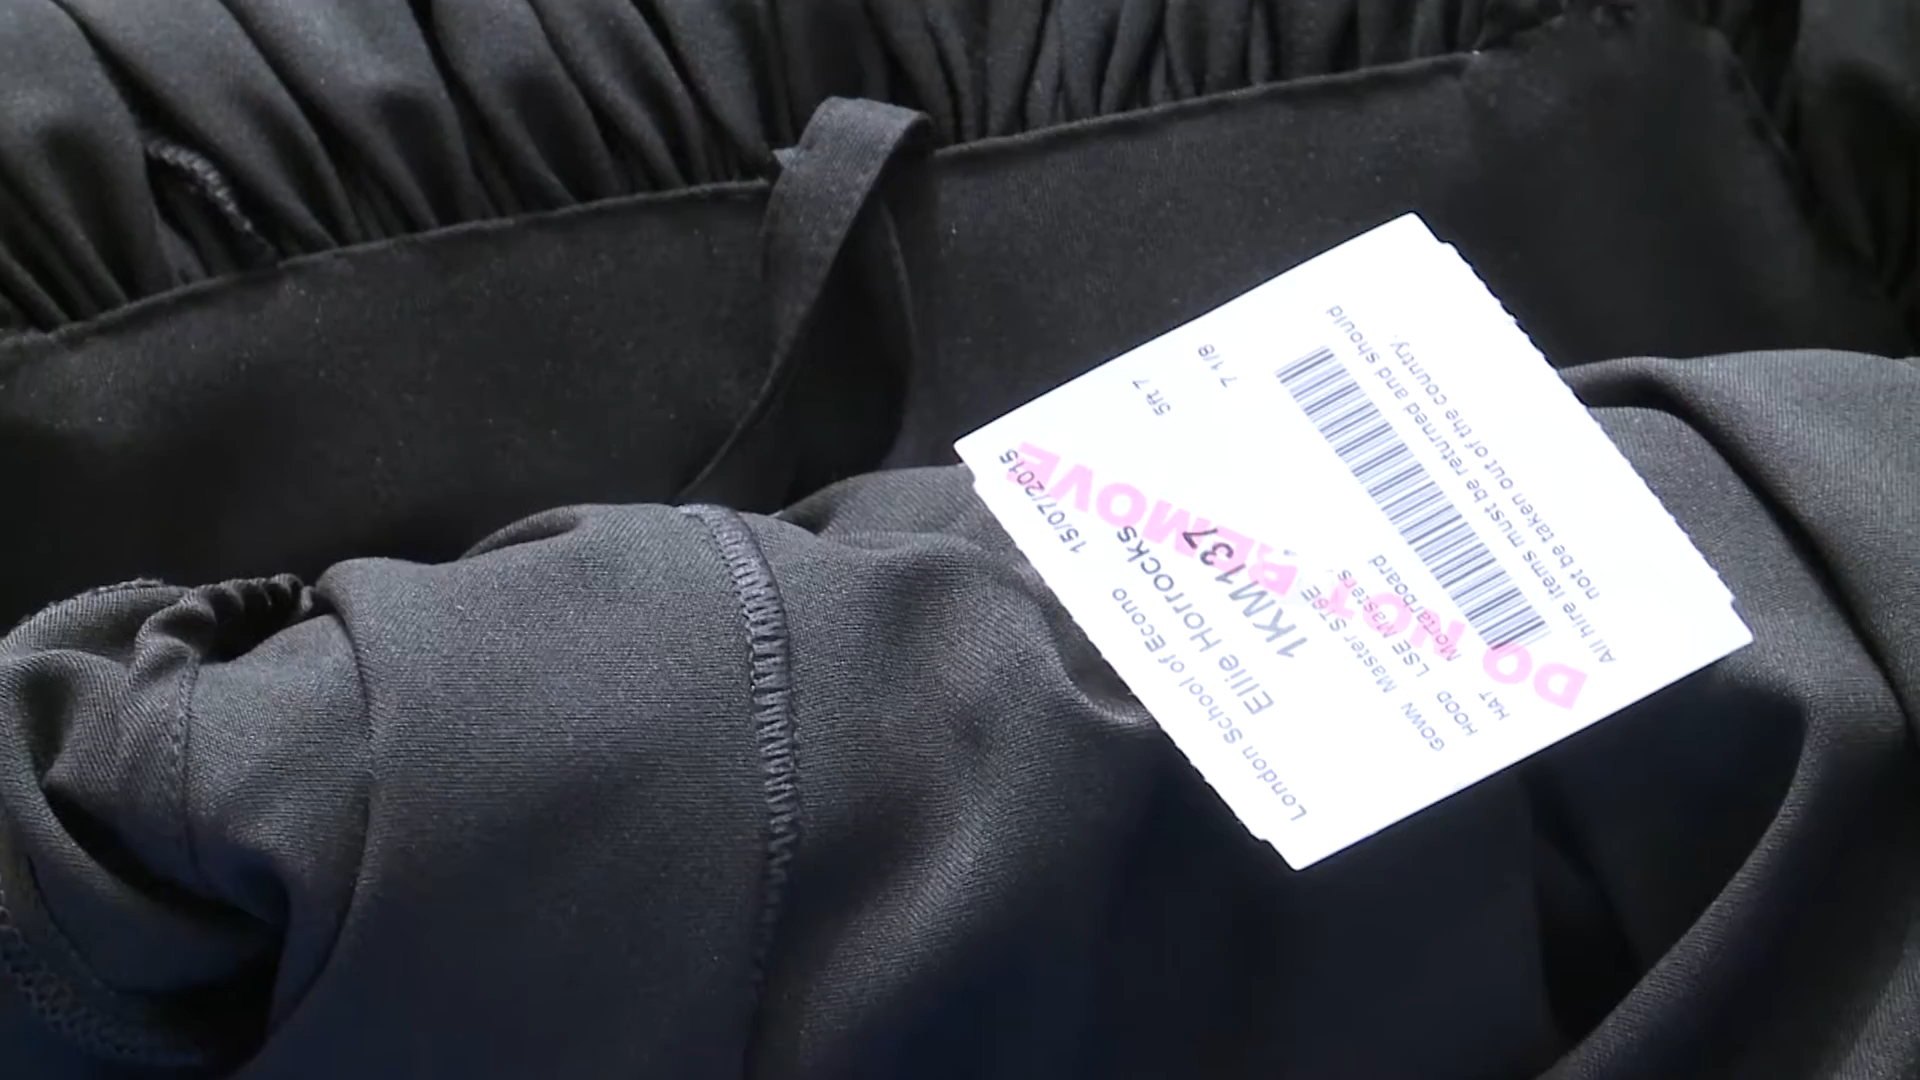 London School of Econo 15/07/2015
Ellie Horrocks
1KM1137
GOWN Master ST6E 5ft 7
HOOD LSE Masters
HAT Mortarboard 7 1/8
DO NOT REMOVE
All hire items must be returned and should
not be taken out of the country.